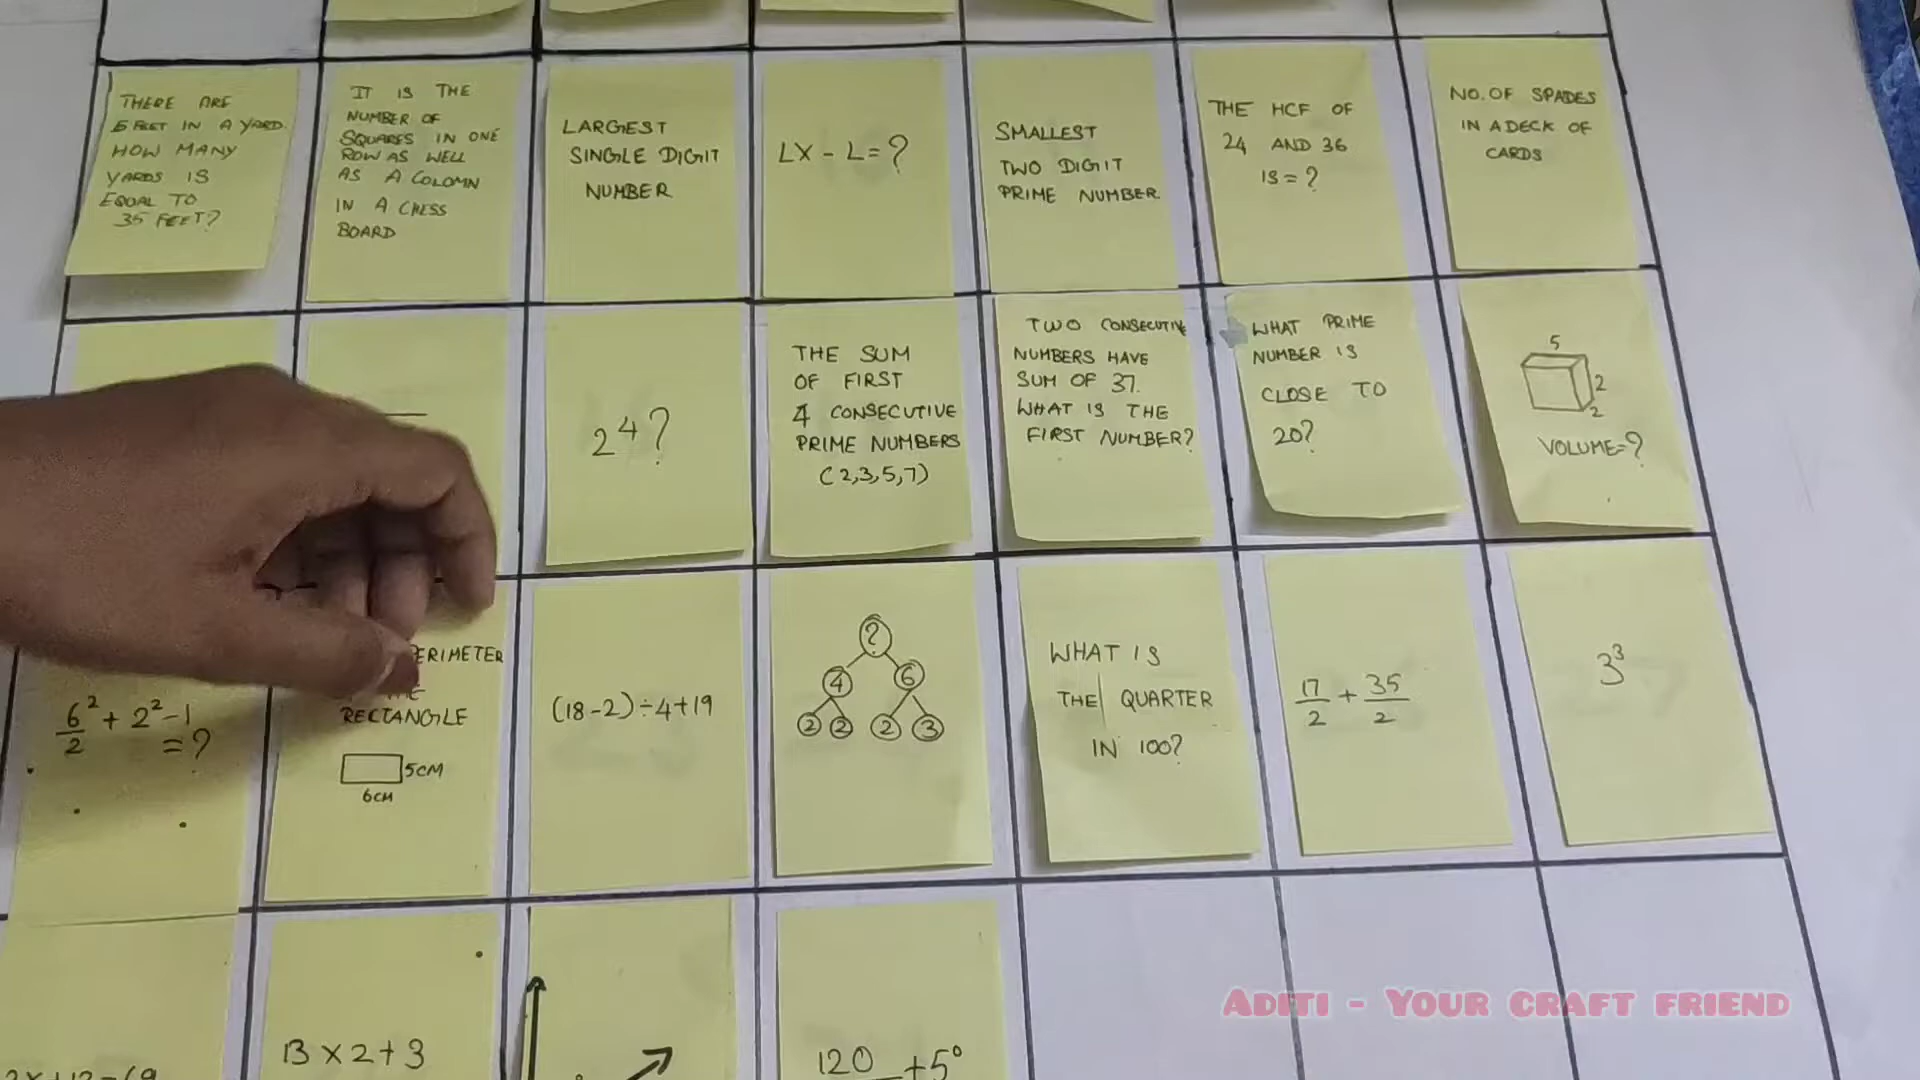 THERE ARE
5 FEET IN A YARD.
HOW MANY
YARDS IS
EQUAL TO
35 FEET?
IT IS THE
NUMBER OF
SQUARES IN ONE
ROW AS WELL
AS A COLOMN
IN A CHESS
BOARD
LARGEST
SINGLE DIGIT
NUMBER
LX - L = ?
SMALLEST
TWO DIGIT
PRIME NUMBER
THE HCF OF
24 AND 36
IS = ?
NO. OF SPADES
IN A DECK OF
CARDS
2⁴?
THE SUM
OF FIRST
4 CONSECUTIVE
PRIME NUMBERS
(2,3,5,7)
TWO CONSECUTIVE
NUMBERS HAVE
SUM OF 37.
WHAT IS THE
FIRST NUMBER?
WHAT PRIME
NUMBER IS
CLOSE TO
20?
5
2
2
VOLUME=?
6²/2 + 2² - 1
= ?
ERIMETER
RECTANGLE
5CM
6CM
(18-2)÷4+19
?
4 6
2 2 2 3
WHAT IS
THE QUARTER
IN 100?
17/2 + 35/2
3³
13 x 2 + 3
120 + 5⁰
ADITI - YOUR CRAFT FRIEND